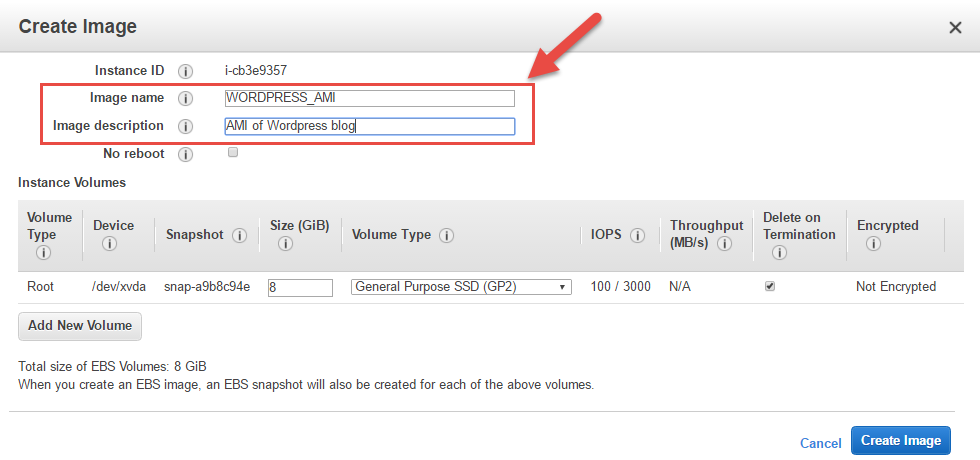 Create Image
Instance ID i-cb3e9357
Image name WORDPRESS_AMI
Image description AMI of Wordpress blog
No reboot
Instance Volumes
Volume Type Device Snapshot Size (GiB) Volume Type IOPS Throughput (MB/s) Delete on Termination Encrypted
Root /dev/xvda snap-a9b8c94e 8 General Purpose SSD (GP2) 100 / 3000 N/A Not Encrypted
Add New Volume
Total size of EBS Volumes: 8 GiB
When you create an EBS image, an EBS snapshot will also be created for each of the above volumes.
Cancel Create Image